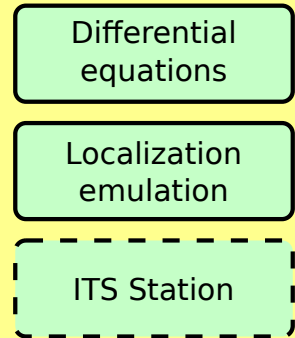 Differential
equations
Localization
emulation
ITS Station